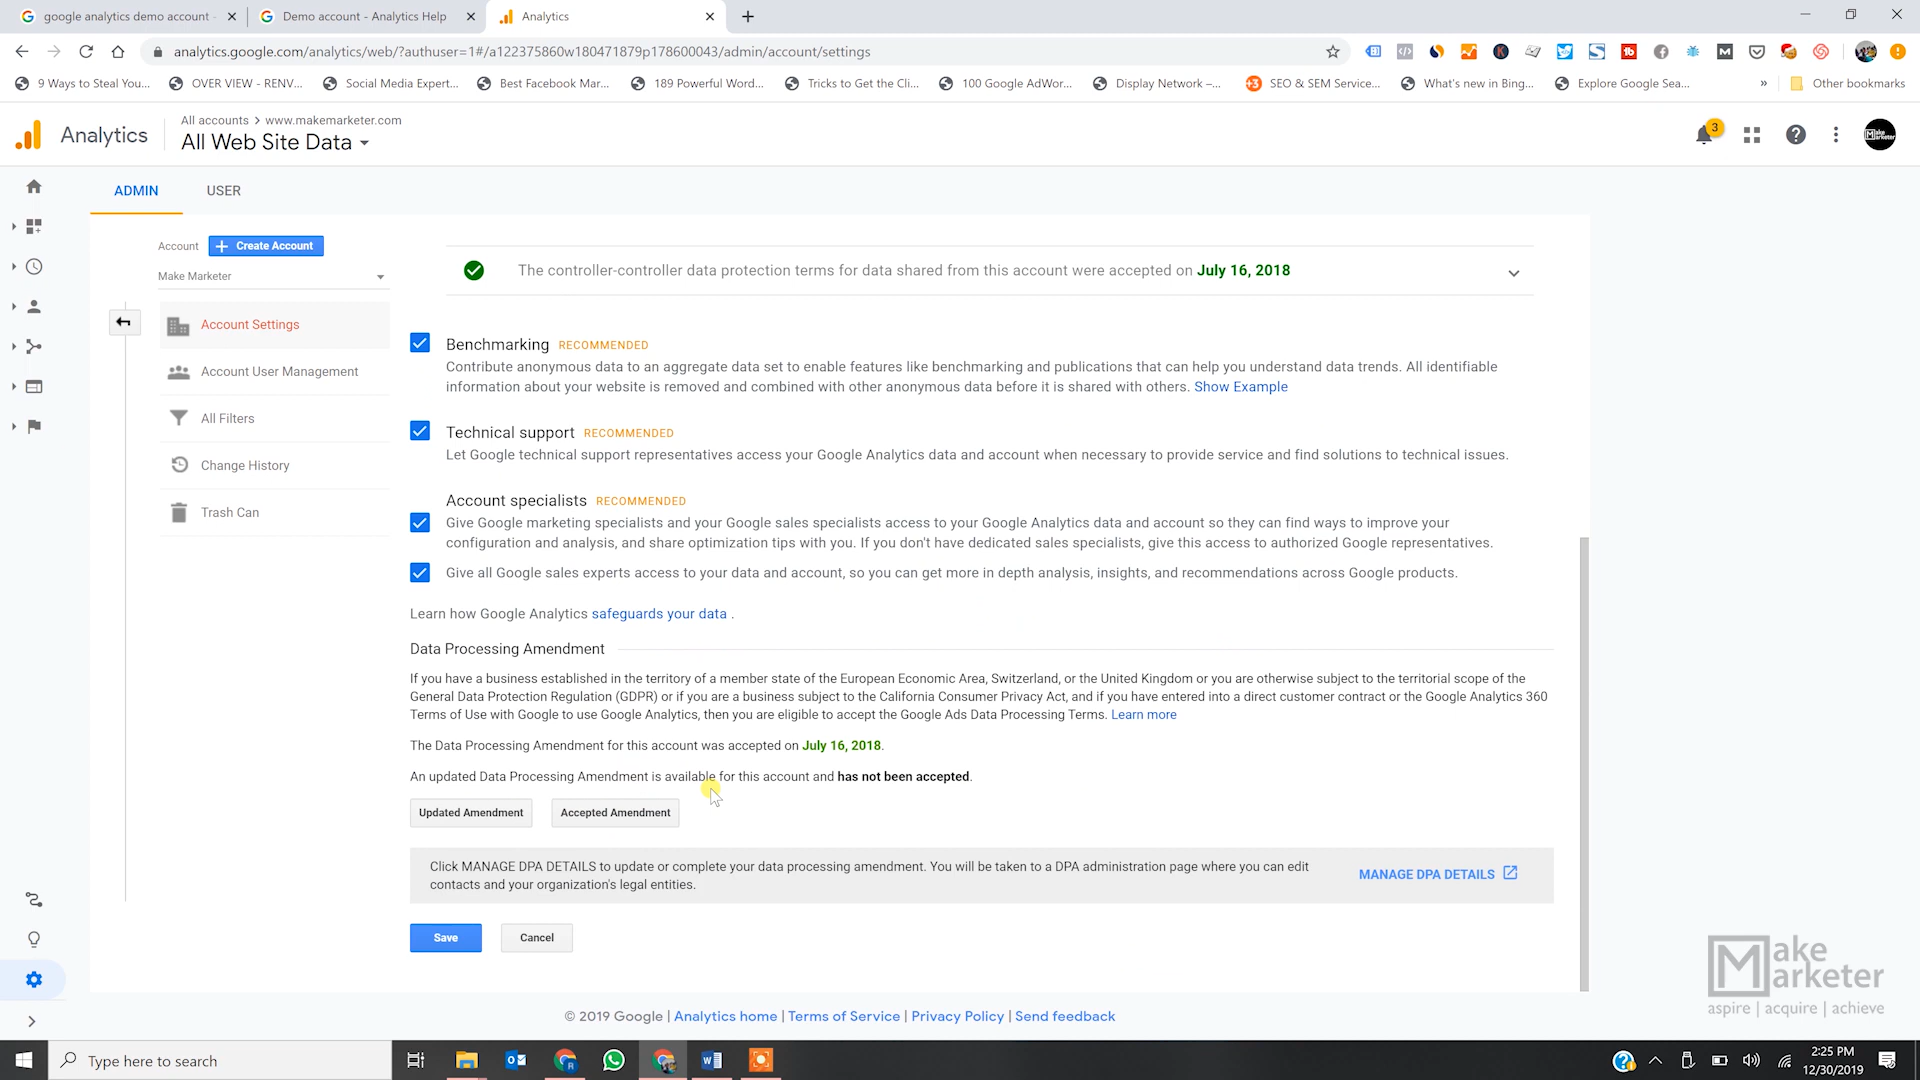 google analytics demo account -
Demo account - Analytics Help
Analytics
analytics.google.com/analytics/web/?authuser=1#/a122375860w180471879p178600043/admin/account/settings
9 Ways to Steal You...
OVER VIEW - RENV...
Social Media Expert...
Best Facebook Mar...
189 Powerful Word...
Tricks to Get the Cli...
100 Google AdWor...
Display Network –...
SEO & SEM Service...
What's new in Bing...
Explore Google Sea...
»
Other bookmarks
Analytics
All accounts > www.makemarketer.com
All Web Site Data
3
ADMIN
USER
Account
Create Account
Make Marketer
Account Settings
Account User Management
All Filters
Change History
Trash Can
The controller-controller data protection terms for data shared from this account were accepted on July 16, 2018
Benchmarking RECOMMENDED
Contribute anonymous data to an aggregate data set to enable features like benchmarking and publications that can help you understand data trends. All identifiable
information about your website is removed and combined with other anonymous data before it is shared with others. Show Example
Technical support RECOMMENDED
Let Google technical support representatives access your Google Analytics data and account when necessary to provide service and find solutions to technical issues.
Account specialists RECOMMENDED
Give Google marketing specialists and your Google sales specialists access to your Google Analytics data and account so they can find ways to improve your
configuration and analysis, and share optimization tips with you. If you don't have dedicated sales specialists, give this access to authorized Google representatives.
Give all Google sales experts access to your data and account, so you can get more in depth analysis, insights, and recommendations across Google products.
Learn how Google Analytics safeguards your data .
Data Processing Amendment
If you have a business established in the territory of a member state of the European Economic Area, Switzerland, or the United Kingdom or you are otherwise subject to the territorial scope of the
General Data Protection Regulation (GDPR) or if you are a business subject to the California Consumer Privacy Act, and if you have entered into a direct customer contract or the Google Analytics 360
Terms of Use with Google to use Google Analytics, then you are eligible to accept the Google Ads Data Processing Terms. Learn more
The Data Processing Amendment for this account was accepted on July 16, 2018.
An updated Data Processing Amendment is available for this account and has not been accepted.
Updated Amendment
Accepted Amendment
Click MANAGE DPA DETAILS to update or complete your data processing amendment. You will be taken to a DPA administration page where you can edit
contacts and your organization's legal entities.
MANAGE DPA DETAILS
Save
Cancel
Make
Marketer
aspire | acquire | achieve
© 2019 Google | Analytics home | Terms of Service | Privacy Policy | Send feedback
Type here to search
2:25 PM
12/30/2019